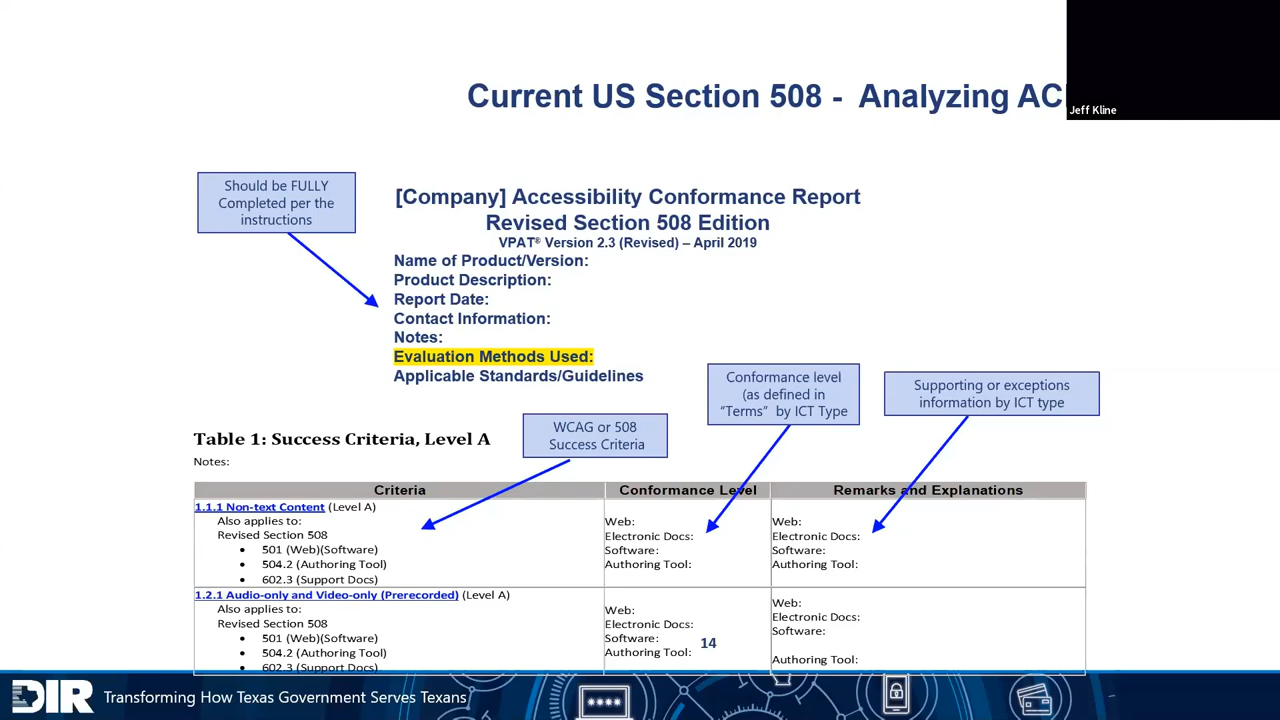 Current US Section 508 -  Analyzing AC
Jeff Kline
Should be FULLY
Completed per the
instructions
[Company] Accessibility Conformance Report
Revised Section 508 Edition
VPAT® Version 2.3 (Revised) – April 2019
Name of Product/Version:
Product Description:
Report Date:
Contact Information:
Notes:
Evaluation Methods Used:
Applicable Standards/Guidelines
Conformance level
(as defined in
“Terms”  by ICT Type
Supporting or exceptions
information by ICT type
WCAG or 508
Success Criteria
Table 1: Success Criteria, Level A
Notes:
Criteria
Conformance Level
Remarks and Explanations
1.1.1 Non-text Content (Level A)
Also applies to:
Revised Section 508
• 501 (Web)(Software)
• 504.2 (Authoring Tool)
• 602.3 (Support Docs)
Web:
Electronic Docs:
Software:
Authoring Tool:
Web:
Electronic Docs:
Software:
Authoring Tool:
1.2.1 Audio-only and Video-only (Prerecorded) (Level A)
Also applies to:
Revised Section 508
• 501 (Web)(Software)
• 504.2 (Authoring Tool)
• 602.3 (Support Docs)
Web:
Electronic Docs:
Software:
Authoring Tool:
Web:
Electronic Docs:
Software:
Authoring Tool:
14
DIR
Transforming How Texas Government Serves Texans